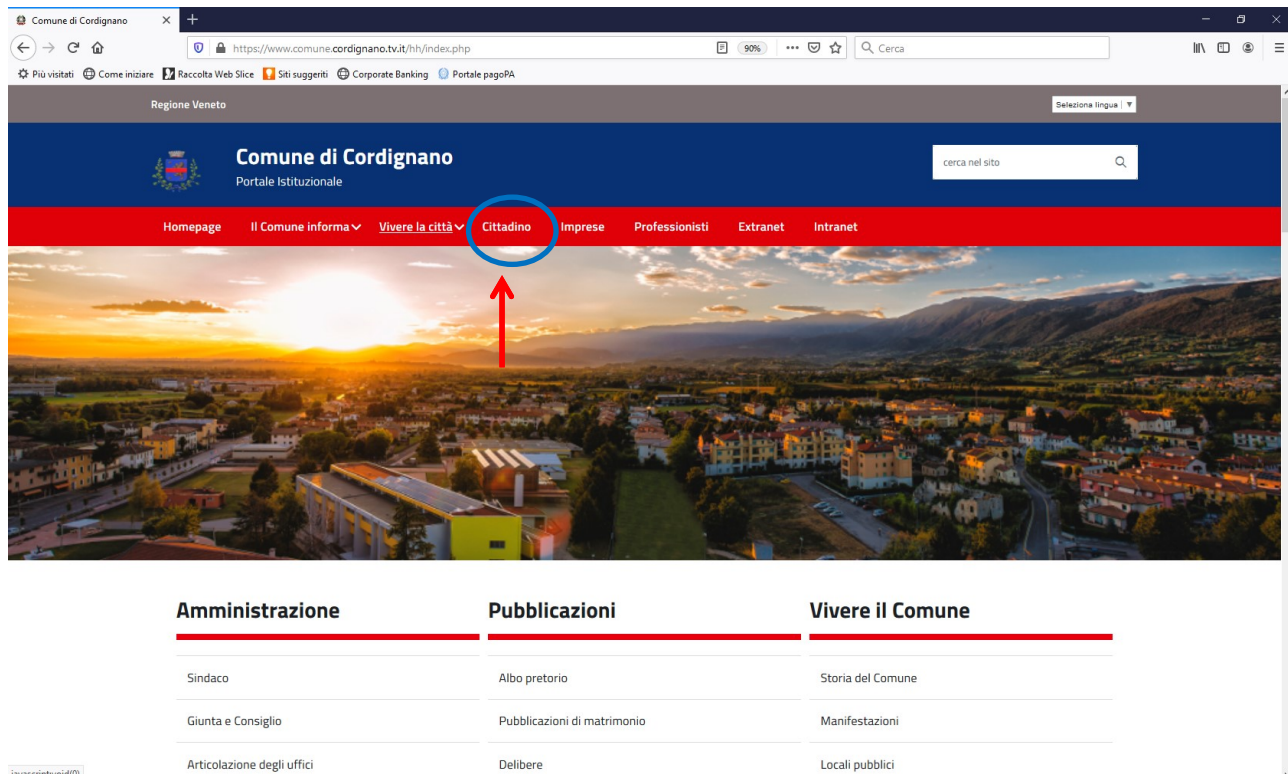 Comune di Cordignano
https://www.comune.cordignano.tv.it/hh/index.php
90%
Cerca
Più visitati Come iniziare Raccolta Web Slice Siti suggeriti Corporate Banking Portale pagoPA
Regione Veneto
Seleziona lingua
Comune di Cordignano
Portale Istituzionale
cerca nel sito
Homepage Il Comune informa Vivere la città Cittadino Imprese Professionisti Extranet Intranet
Amministrazione Pubblicazioni Vivere il Comune
Sindaco Albo pretorio Storia del Comune
Giunta e Consiglio Pubblicazioni di matrimonio Manifestazioni
Articolazione degli uffici Delibere Locali pubblici